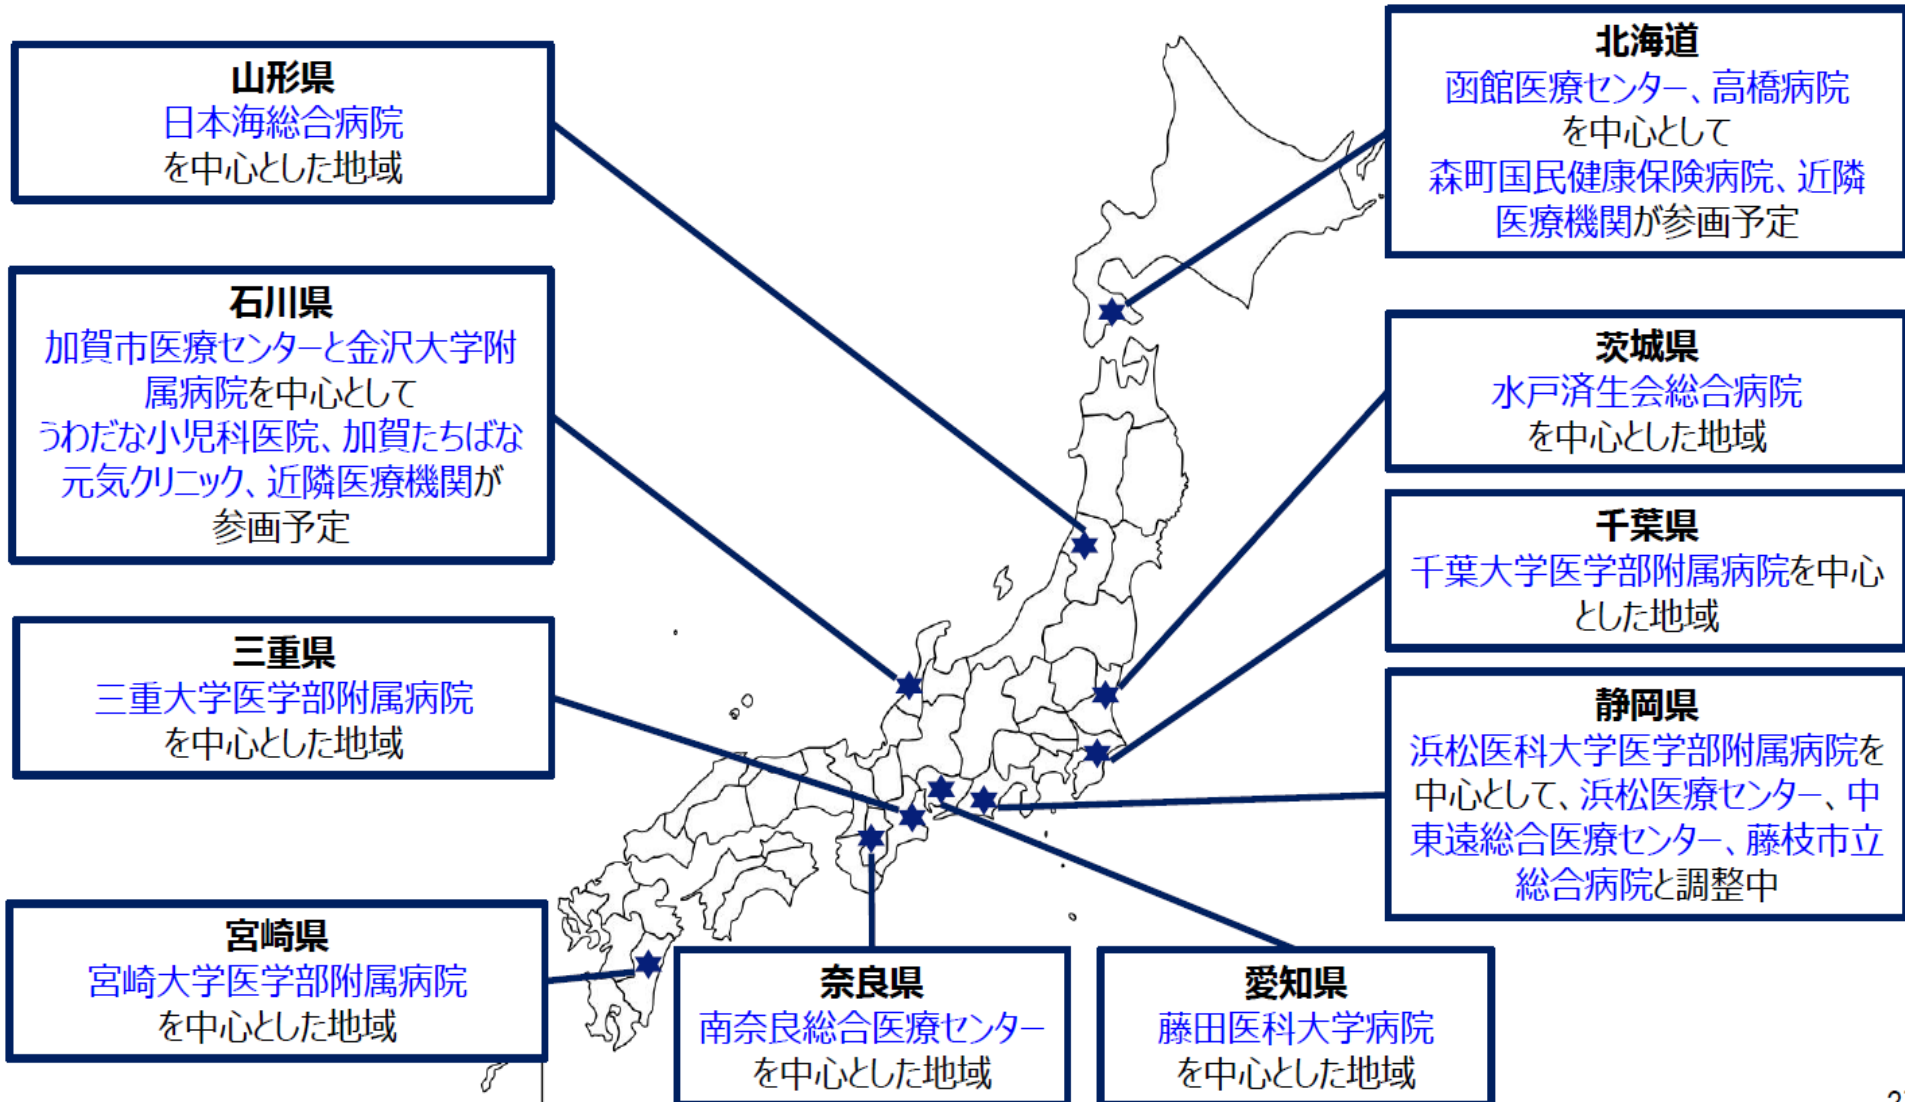 山形県
日本海総合病院
を中心とした地域
北海道
函館医療センター、高橋病院
を中心として
森町国民健康保険病院、近隣
医療機関が参画予定
石川県
加賀市医療センターと金沢大学附
属病院を中心として
うわだな小児科医院、加賀たちばな
元気クリニック、近隣医療機関が
参画予定
茨城県
水戸済生会総合病院
を中心とした地域
千葉県
千葉大学医学部附属病院を中心
とした地域
三重県
三重大学医学部附属病院
を中心とした地域
静岡県
浜松医科大学医学部附属病院を
中心として、浜松医療センター、中
東遠総合医療センター、藤枝市立
総合病院と調整中
宮崎県
宮崎大学医学部附属病院
を中心とした地域
奈良県
南奈良総合医療センター
を中心とした地域
愛知県
藤田医科大学病院
を中心とした地域